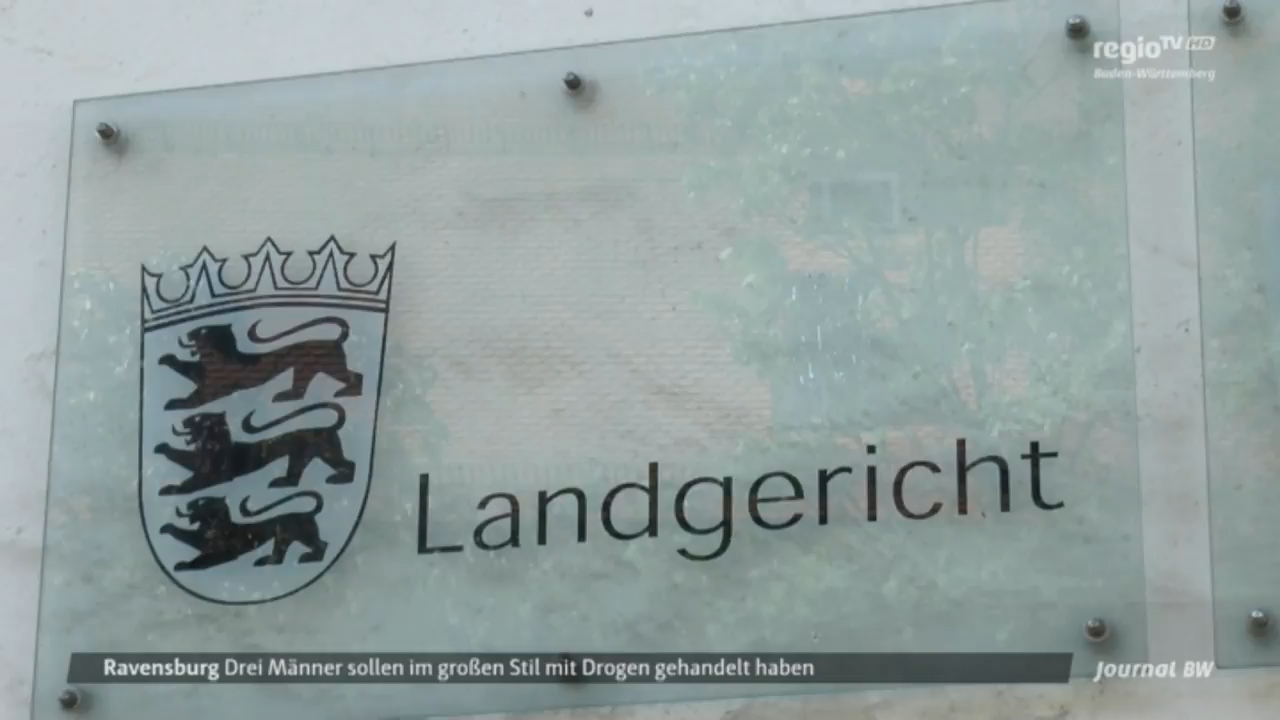 regioTV HD
Baden-Württemberg
Landgericht
Ravensburg Drei Männer sollen im großen Stil mit Drogen gehandelt haben
Journal BW